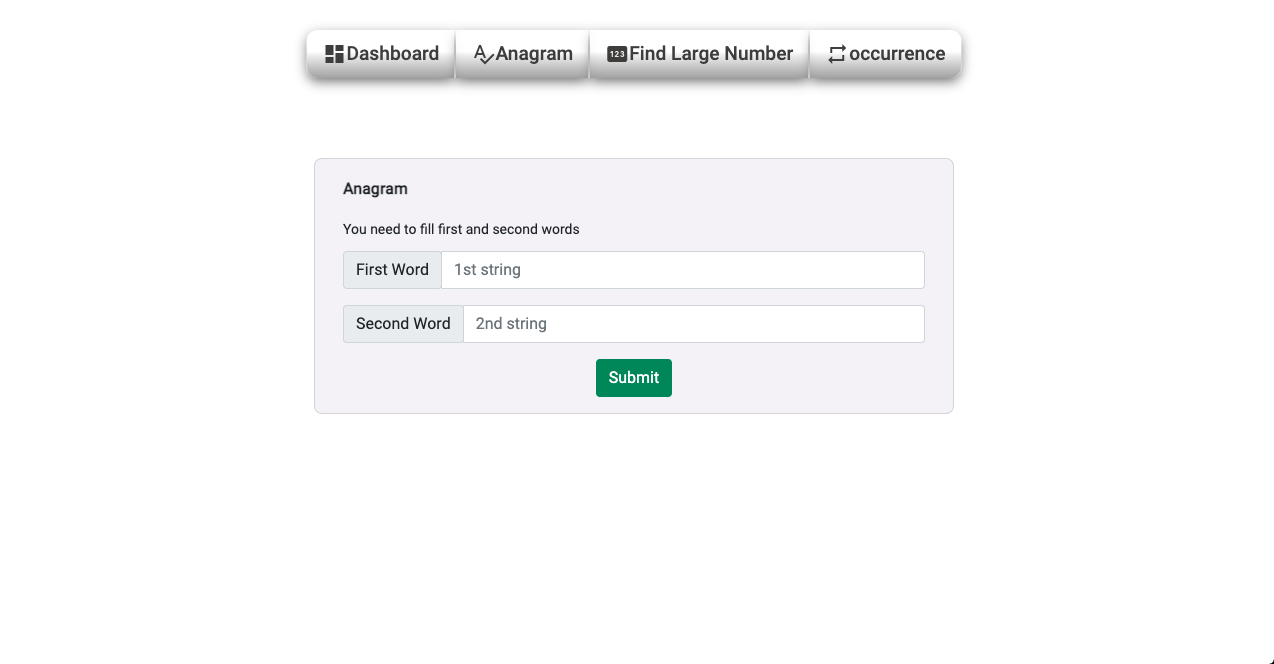 Dashboard Anagram 123 Find Large Number occurrence
Anagram
You need to fill first and second words
First Word 1st string
Second Word 2nd string
Submit